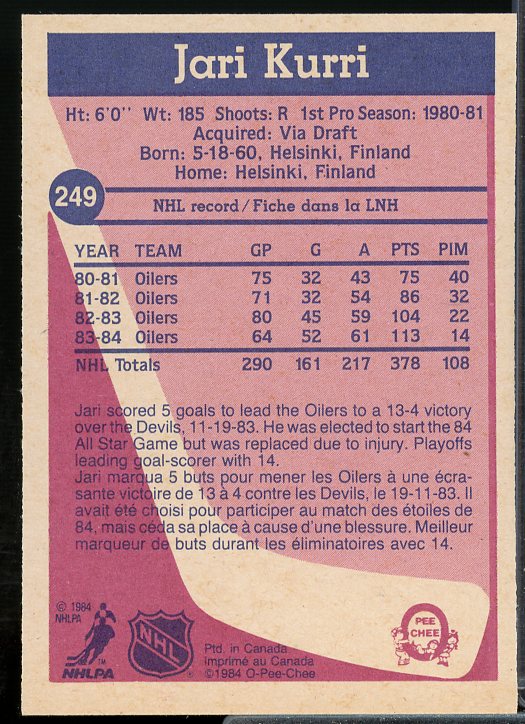 Jari Kurri
Ht: 6'0'' Wt: 185 Shoots: R 1st Pro Season: 1980-81
Acquired: Via Draft
Born: 5-18-60, Helsinki, Finland
Home: Helsinki, Finland
249
NHL record/Fiche dans la LNH
YEAR TEAM GP G A PTS PIM
80-81 Oilers 75 32 43 75 40
81-82 Oilers 71 32 54 86 32
82-83 Oilers 80 45 59 104 22
83-84 Oilers 64 52 61 113 14
NHL Totals 290 161 217 378 108
Jari scored 5 goals to lead the Oilers to a 13-4 victory
over the Devils, 11-19-83. He was elected to start the 84
All Star Game but was replaced due to injury. Playoffs
leading goal-scorer with 14.
Jari marqua 5 buts pour mener les Oilers à une écra-
sante victoire de 13 à 4 contre les Devils, le 19-11-83. Il
avait été choisi pour participer au match des étoiles de
84, mais céda sa place à cause d'une blessure. Meilleur
marqueur de buts durant les éliminatoires avec 14.
© 1984
NHLPA
NHLPA
TM
NHL
®
Ptd. in Canada
Imprimé au Canada
©1984 O-Pee-Chee
PEE
CHEE